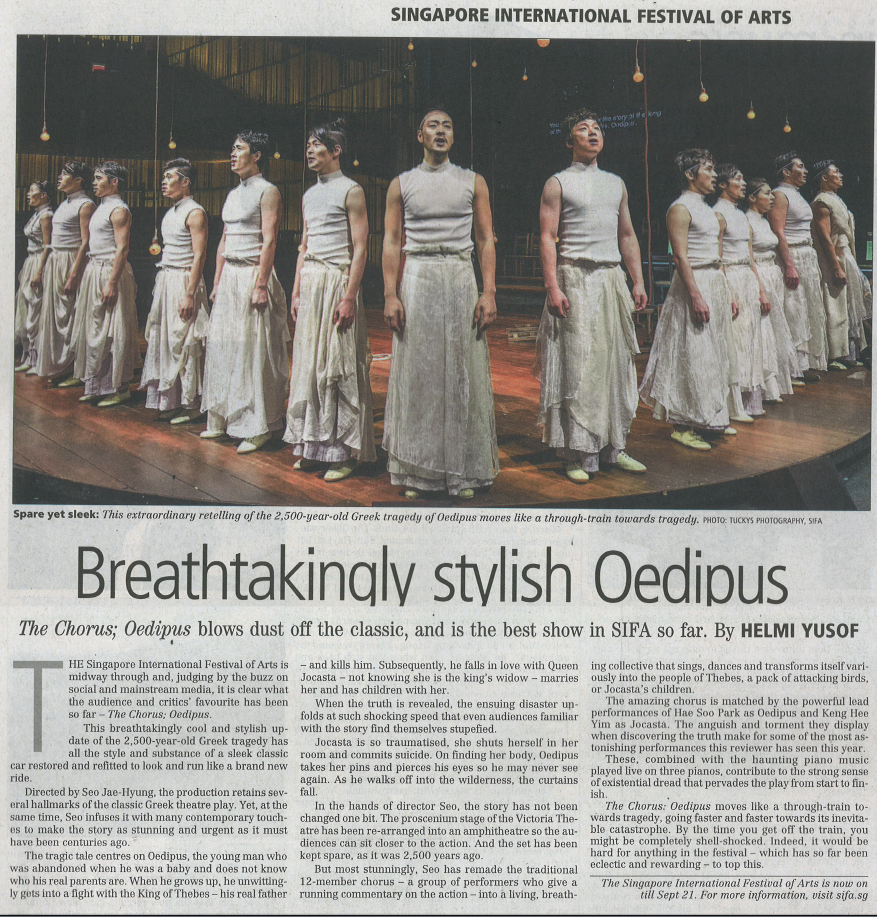 SINGAPORE INTERNATIONAL FESTIVAL OF ARTS
Spare yet sleek: This extraordinary retelling of the 2,500-year-old Greek tragedy of Oedipus moves like a through-train towards tragedy. PHOTO: TUCKYS PHOTOGRAPHY, SIFA
Breathtakingly stylish Oedipus
The Chorus; Oedipus blows dust off the classic, and is the best show in SIFA so far. By HELMI YUSOF
THE Singapore International Festival of Arts is
midway through and, judging by the buzz on
social and mainstream media, it is clear what
the audience and critics' favourite has been
so far – The Chorus; Oedipus.
This breathtakingly cool and stylish up-
date of the 2,500-year-old Greek tragedy has
all the style and substance of a sleek classic
car restored and refitted to look and run like a brand new
ride.
Directed by Seo Jae-Hyung, the production retains sev-
eral hallmarks of the classic Greek theatre play. Yet, at the
same time, Seo infuses it with many contemporary touch-
es to make the story as stunning and urgent as it must
have been centuries ago.
The tragic tale centres on Oedipus, the young man who
was abandoned when he was a baby and does not know
who his real parents are. When he grows up, he unwitting-
ly gets into a fight with the King of Thebes – his real father
– and kills him. Subsequently, he falls in love with Queen
Jocasta – not knowing she is the king's widow – marries
her and has children with her.
When the truth is revealed, the ensuing disaster up-
folds at such shocking speed that even audiences familiar
with the story find themselves stupefied.
Jocasta is so traumatised, she shuts herself in her
room and commits suicide. On finding her body, Oedipus
takes her pins and pierces his eyes so he may never see
again. As he walks off into the wilderness, the curtains
fall.
In the hands of director Seo, the story has not been
changed one bit. The proscenium stage of the Victoria The-
atre has been re-arranged into an amphitheatre so the au-
diences can sit closer to the action. And the set has been
kept spare, as it was 2,500 years ago.
But most stunningly, Seo has remade the traditional
12-member chorus – a group of performers who give a
running commentary on the action – into a living, breath-
ing collective that sings, dances and transforms itself vari-
ously into the people of Thebes, a pack of attacking birds,
or Jocasta's children.
The amazing chorus is matched by the powerful lead
performances of Hae Soo Park as Oedipus and Keng Hee
Yim as Jocasta. The anguish and torment they display
when discovering the truth make for some of the most as-
tonishing performances this reviewer has seen this year.
These, combined with the haunting piano music
played live on three pianos, contribute to the strong sense
of existential dread that pervades the play from start to fin-
ish.
The Chorus: Oedipus moves like a through-train to-
wards tragedy, going faster and faster towards its inevita-
ble catastrophe. By the time you get off the train, you
might be completely shell-shocked. Indeed, it would be
hard for anything in the festival – which has so far been
eclectic and rewarding – to top this.
The Singapore International Festival of Arts is now on
till Sept 21. For more information, visit sifa.sg